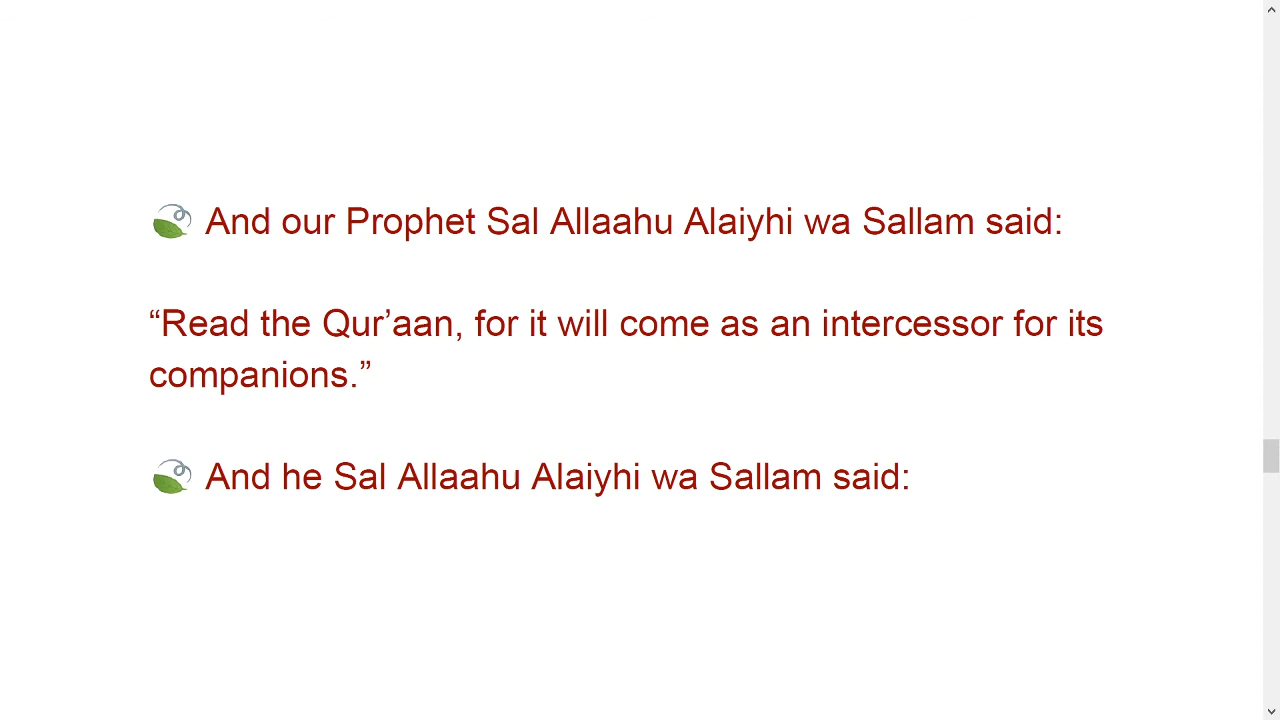 🍃 And our Prophet Sal Allaahu Alaiyhi wa Sallam said:
“Read the Qur’aan, for it will come as an intercessor for its
companions.”
🍃 And he Sal Allaahu Alaiyhi wa Sallam said: